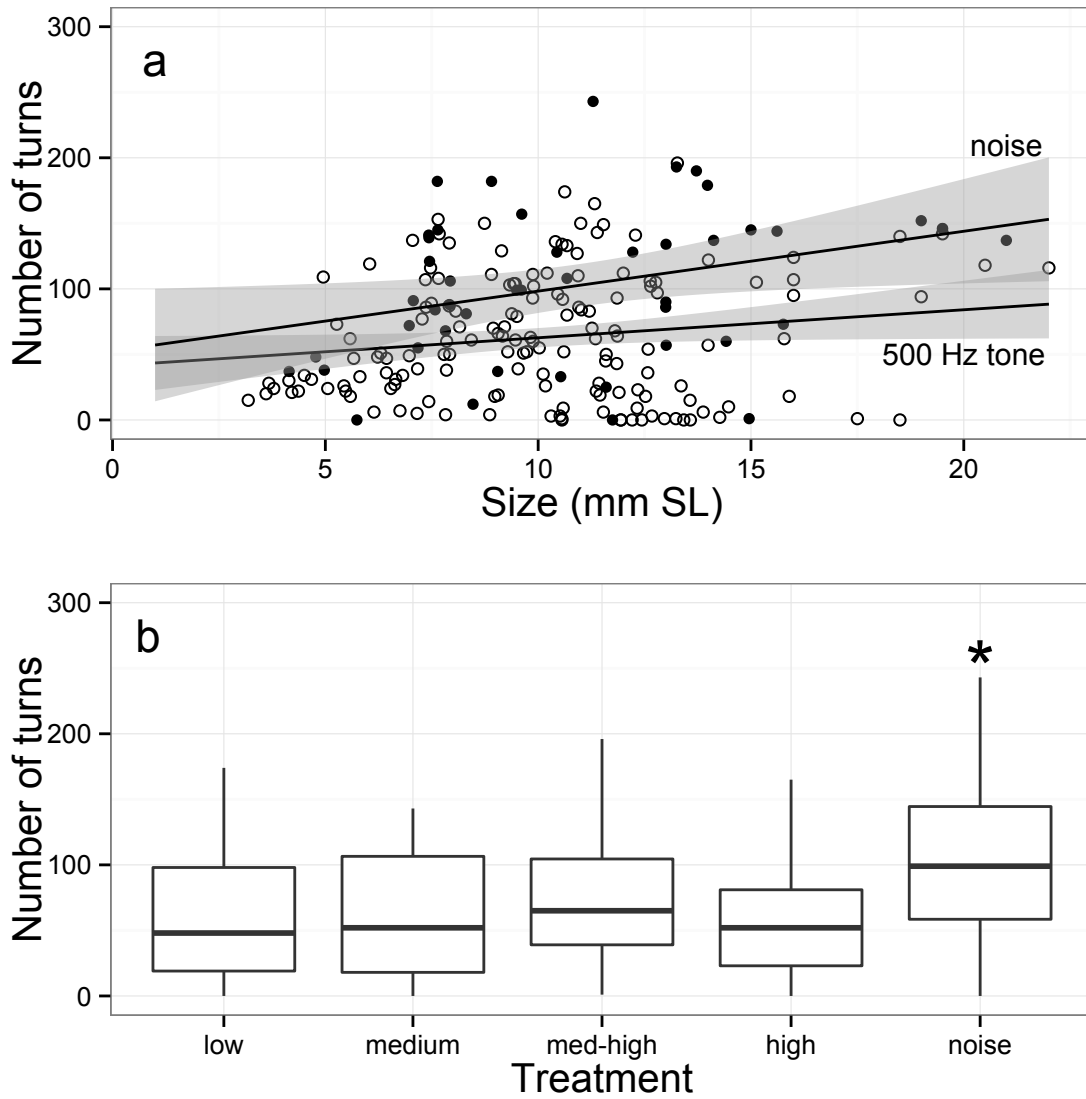 300
200
100
0
Number of turns
a
noise
500 Hz tone
0 5 10 15 20
Size (mm SL)
300
200
100
0
Number of turns
b
*
low medium med-high high noise
Treatment